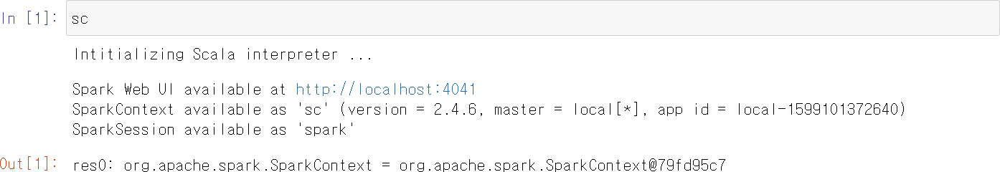 In [1]: sc
Intitializing Scala interpreter ...
Spark Web UI available at http://localhost:4041
SparkContext available as 'sc' (version = 2.4.6, master = local[*], app id = local-1599101372640)
SparkSession available as 'spark'
Out[1]: res0: org.apache.spark.SparkContext = org.apache.spark.SparkContext@79fd95c7